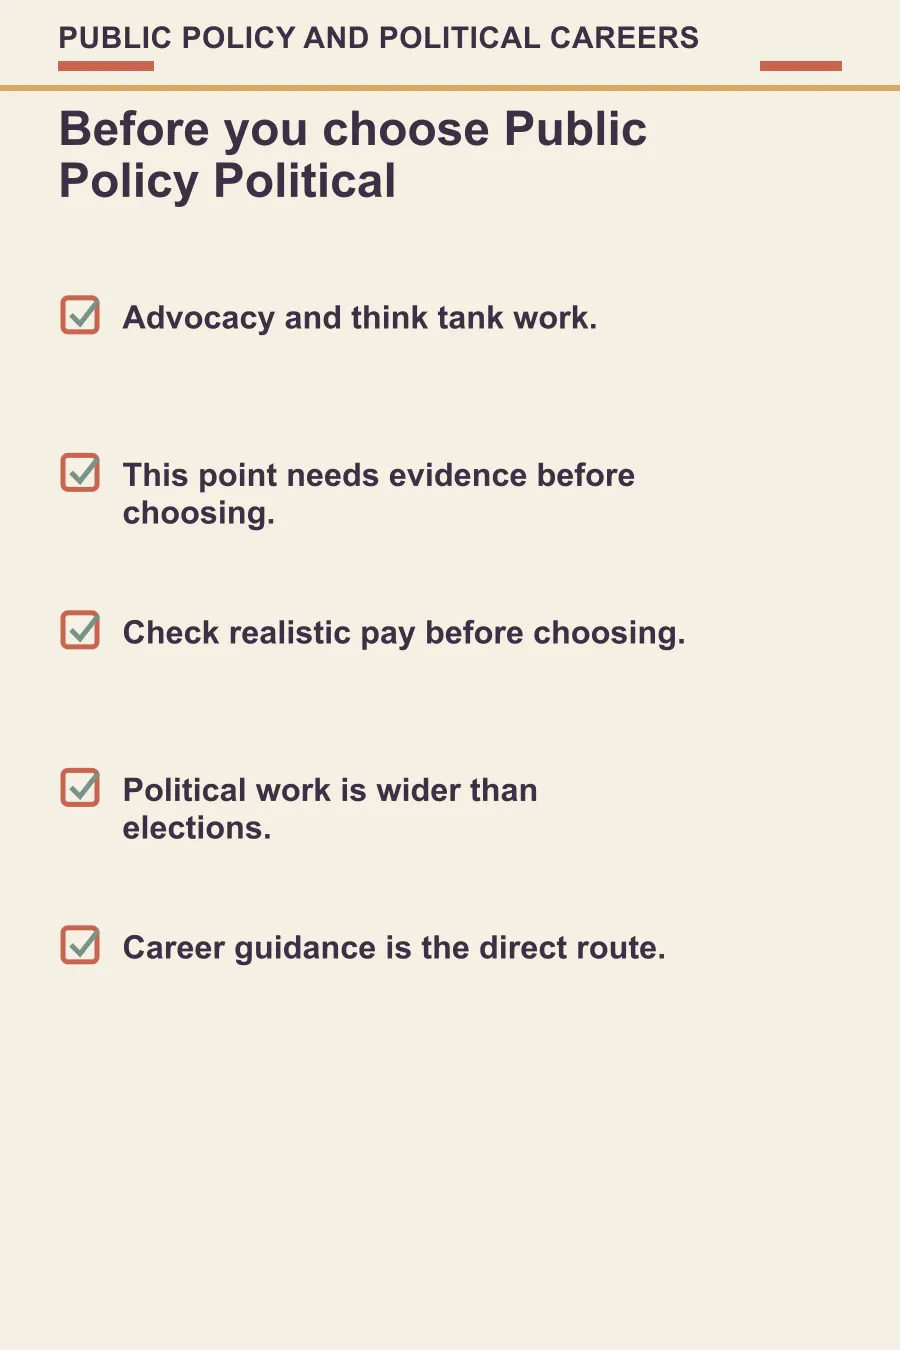 PUBLIC POLICY AND POLITICAL CAREERS
Before you choose Public
Policy Political
Advocacy and think tank work.
This point needs evidence before
choosing.
Check realistic pay before choosing.
Political work is wider than
elections.
Career guidance is the direct route.